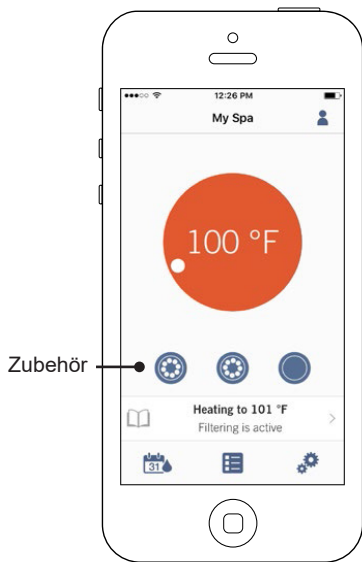 12:26 PM
My Spa
100 °F
Zubehör
Heating to 101 °F
Filtering is active
31